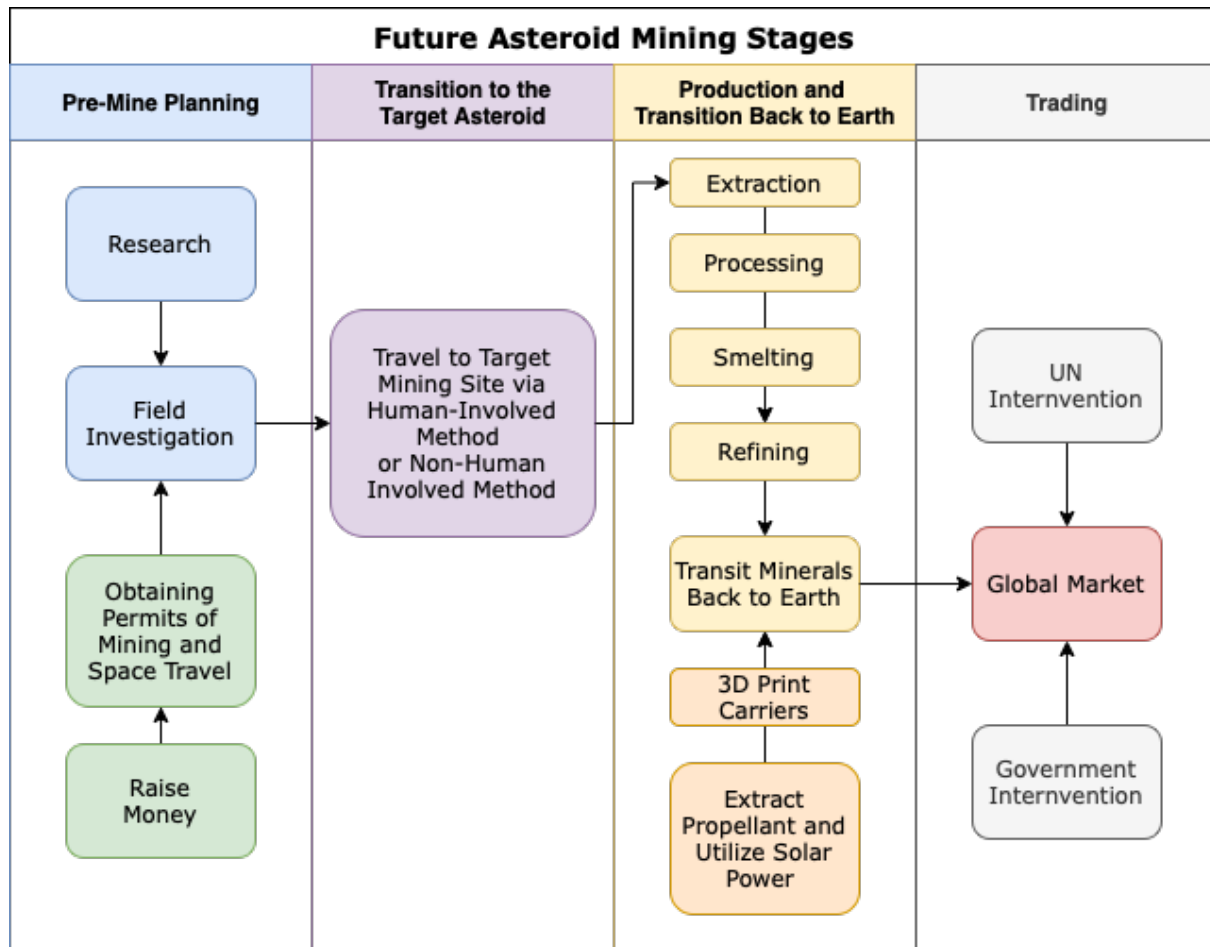 Future Asteroid Mining Stages
Pre-Mine Planning
Transition to the
Target Asteroid
Production and
Transition Back to Earth
Trading
Research
Field
Investigation
Obtaining
Permits of
Mining and
Space Travel
Raise
Money
Travel to Target
Mining Site via
Human-Involved
Method
or Non-Human
Involved Method
Extraction
Processing
Smelting
Refining
Transit Minerals
Back to Earth
3D Print
Carriers
Extract
Propellant and
Utilize Solar
Power
UN
Internvention
Global Market
Government
Internvention